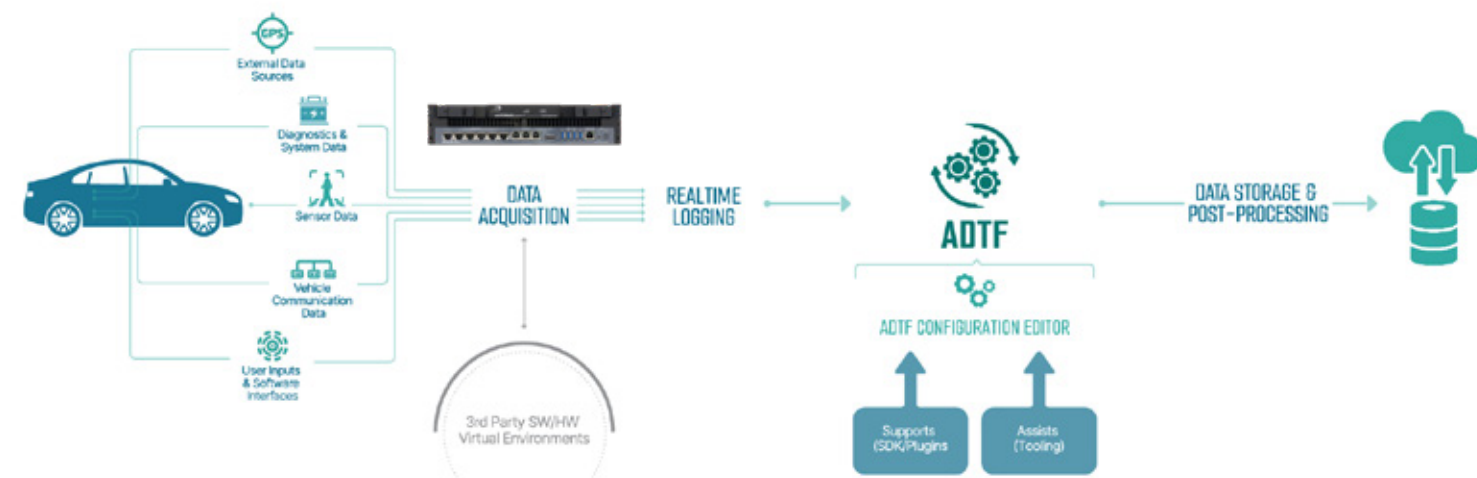 GPS
External Data
Sources
Diagnostics &
System Data
Sensor Data
Vehicle
Communication
Data
User Inputs
& Software
Interfaces
DATA
ACQUISITION
3rd Party SW/HW
Virtual Environments
REALTIME
LOGGING
ADTF
ADTF CONFIGURATION EDITOR
Supports
(SDK/Plugins
Assists
(Tooling)
DATA STORAGE &
POST-PROCESSING